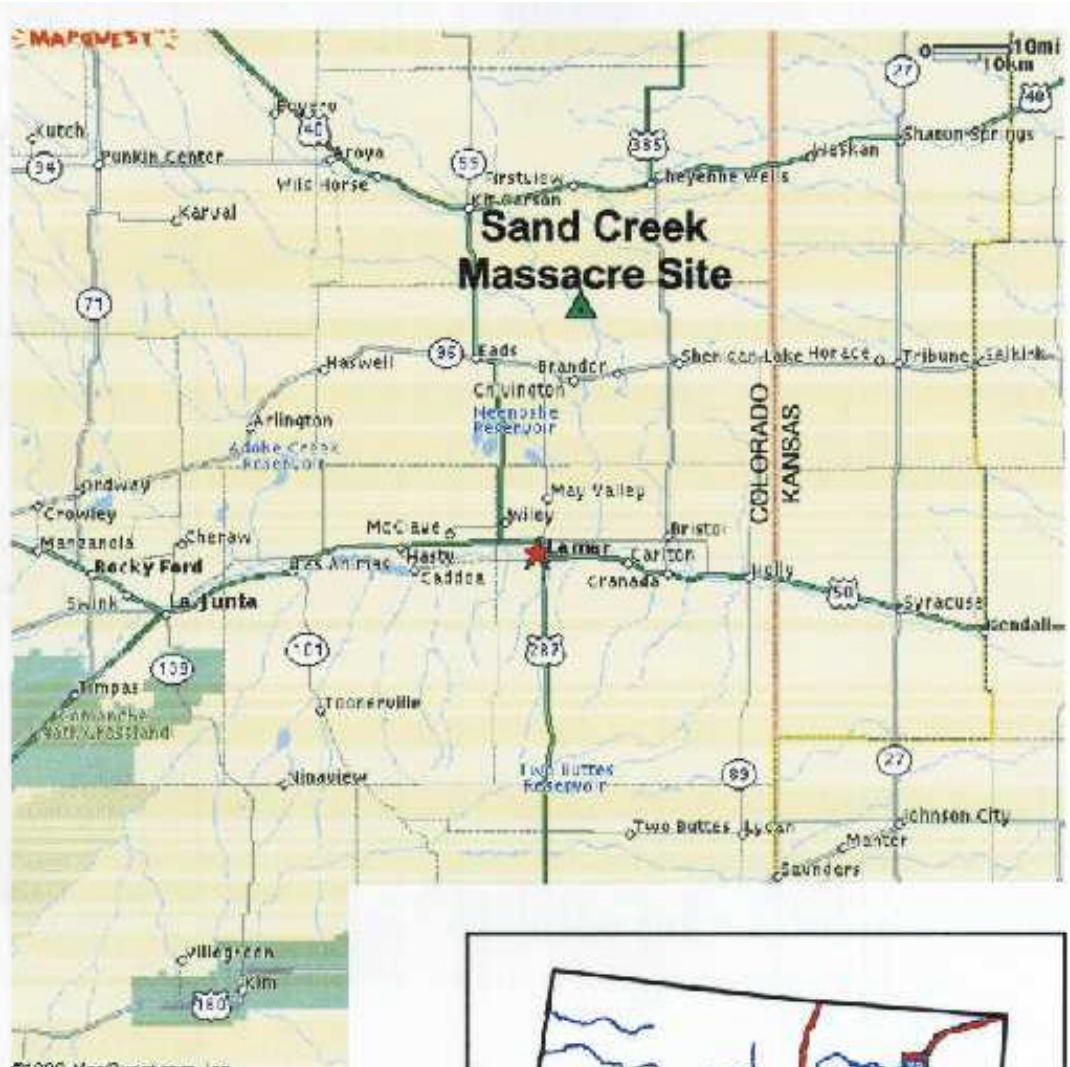 MAPQUEST
10mi
0
10km
27
40
Kutch
40
Sharon Springs
385
Punkin Center
Aroya
55
Weskan
94
Wild Horse
Firstview
Cheyenne Wells
Kit Carson
Karval
Sand Creek
Massacre Site
71
96
Eads
Haswell
Brandon
Sheridan Lake
Horace
Tribune
Selkirk
Chivington
Neenoshe
Reservoir
COLORADO
KANSAS
Arlington
Adobe Creek
Reservoir
Ordway
May Valley
Crowley
Wiley
McClave
Bristol
Manzanola
Cheraw
Lamar
Hasty
Carlton
Rocky Ford
Las Animas
Caddoa
Granada
Holly
50
Swink
La Junta
Syracuse
Kendall
101
287
109
Timpas
Toonerville
Comanche
Natl Grassland
Ninaview
Two Buttes
Reservoir
89
27
Two Buttes
Lycan
Johnson City
Manter
Saunders
Villegreen
Kim
160